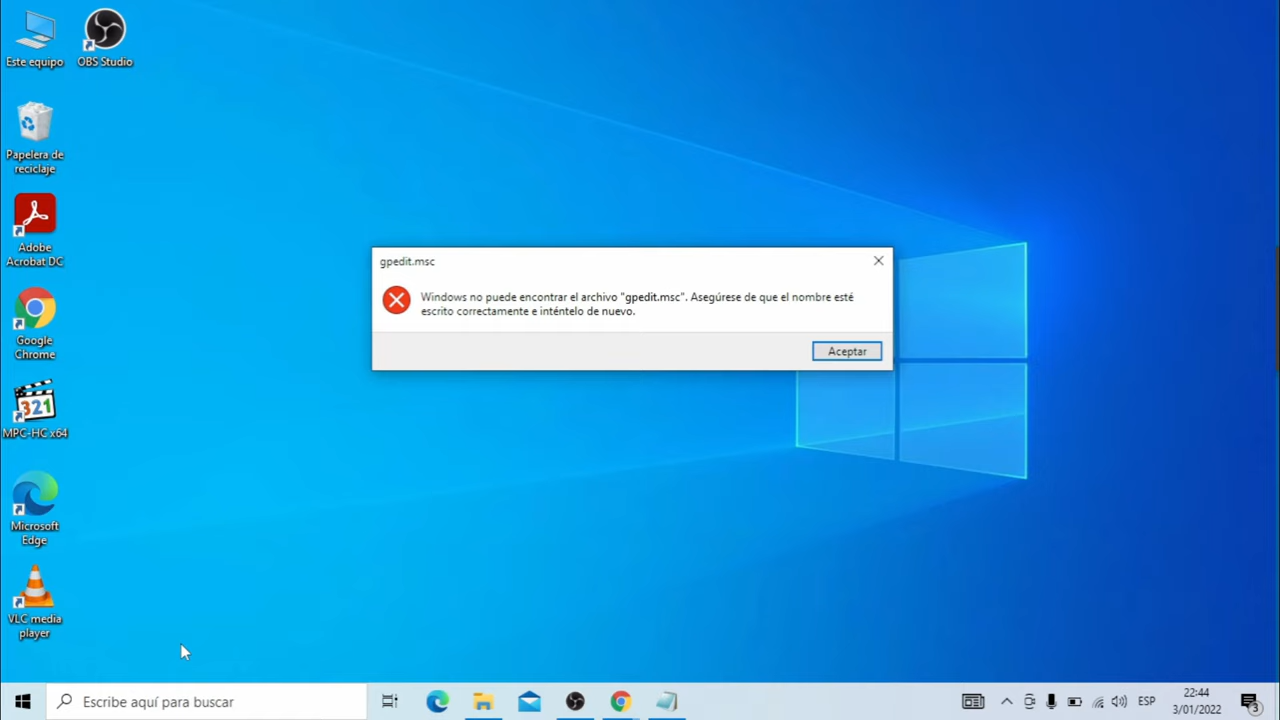 Este equipo
OBS Studio
Papelera de
reciclaje
Adobe
Acrobat DC
Google
Chrome
321
MPC-HC x64
Microsoft
Edge
VLC media
player
gpedit.msc
Windows no puede encontrar el archivo "gpedit.msc". Asegúrese de que el nombre esté
escrito correctamente e inténtelo de nuevo.
Aceptar
Escribe aquí para buscar
ESP
22:44
3/01/2022
3